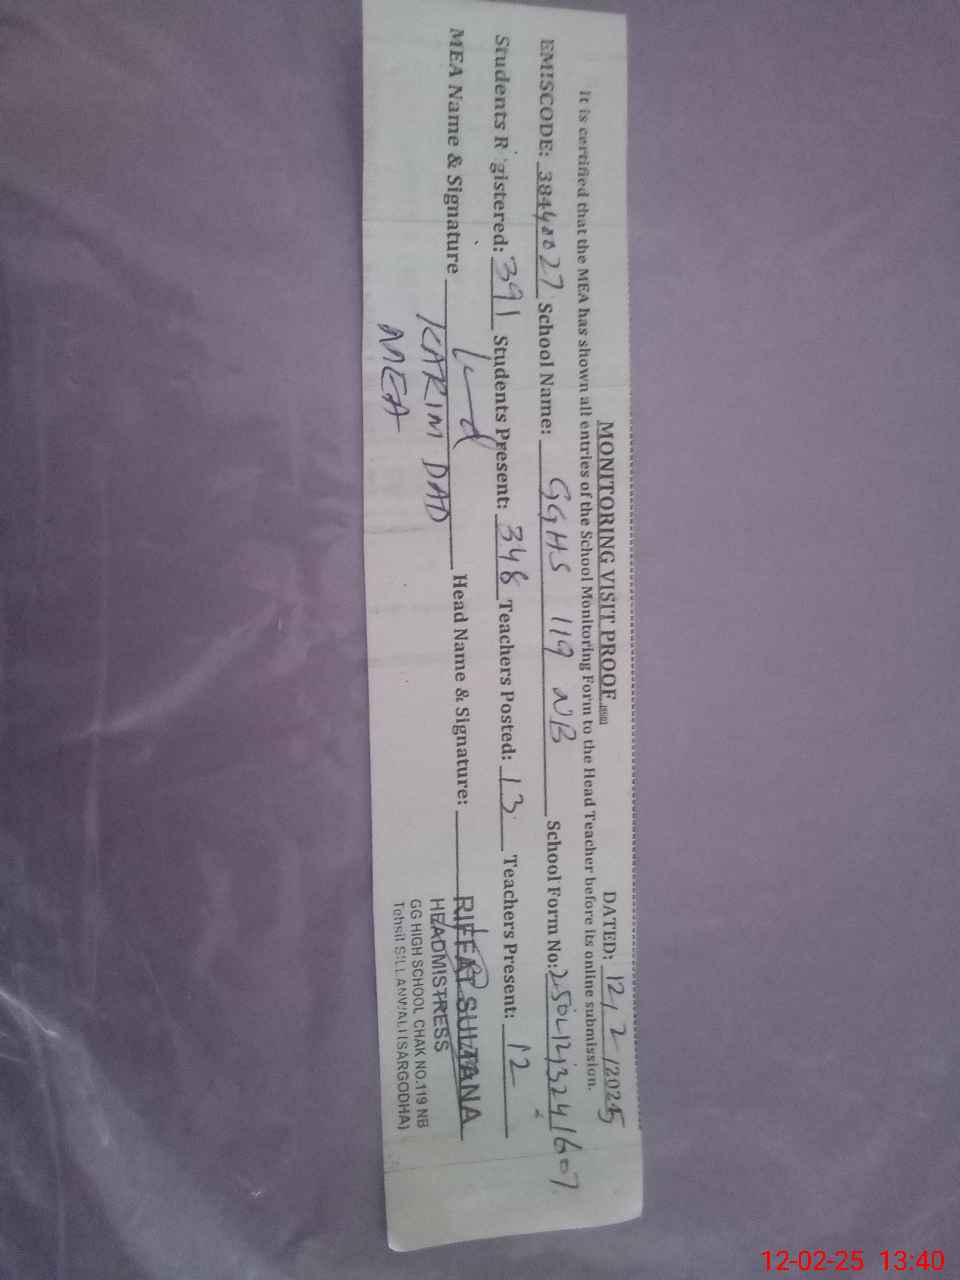 MONITORING VISIT PROOF DATED: 12/2/2025
It is certified that the MEA has shown all entries of the School Monitoring Form to the Head Teacher before its online submission.
EMISCODE: 38440027 School Name: GGHS 119 NB School Form No:
Students Registered: 391 Students Present: 348 Teachers Posted: 13 Teachers Present: 12
MEA Name & Signature KARIM DAD Head Name & Signature: RIFFAT SULTANA
MEA
HEADMISTRESS
GG HIGH SCHOOL CHAK NO.119 NB
Tehsil SILLANWALI (SARGODHA)
12-02-25 13:40